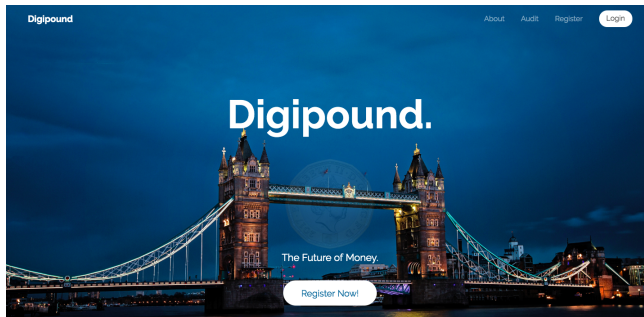 Digipound
About Audit Register Login
Digipound.
The Future of Money.
Register Now!